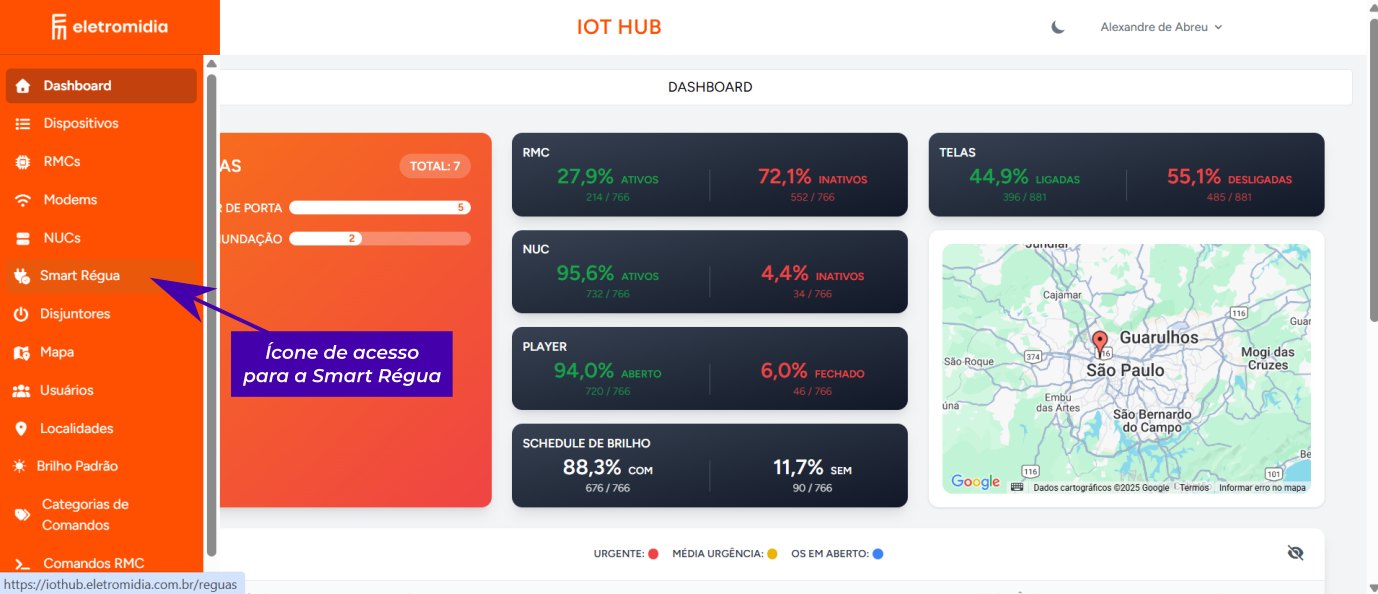 eletromidia
IOT HUB
Alexandre de Abreu
Dashboard
Dispositivos
RMCs
Modems
NUCs
Smart Régua
Disjuntores
Mapa
Usuários
Localidades
Brilho Padrão
Categorias de
Comandos
Comandos RMC
https://iothub.eletromidia.com.br/reguas
DASHBOARD
AS
TOTAL: 7
R DE PORTA
5
UNDAÇÃO
2
Ícone de acesso
para a Smart Régua
RMC
27,9% ATIVOS
214 / 766
72,1% INATIVOS
552 / 766
NUC
95,6% ATIVOS
732 / 766
4,4% INATIVOS
34 / 766
PLAYER
94,0% ABERTO
720 / 766
6,0% FECHADO
46 / 766
SCHEDULE DE BRILHO
88,3% COM
676 / 766
11,7% SEM
90 / 766
TELAS
44,9% LIGADAS
396 / 881
55,1% DESLIGADAS
485 / 881
Jundiaí
Cajamar
116
Guar
Guarulhos
374
116
São Roque
Mogi das
Cruzes
São Paulo
Embu
das Artes
úna
São Bernardo
do Campo
Be
116
101
Google
Dados cartográficos ©2025 Google
Termos
Informar erro no mapa
URGENTE:
MÉDIA URGÊNCIA:
OS EM ABERTO: